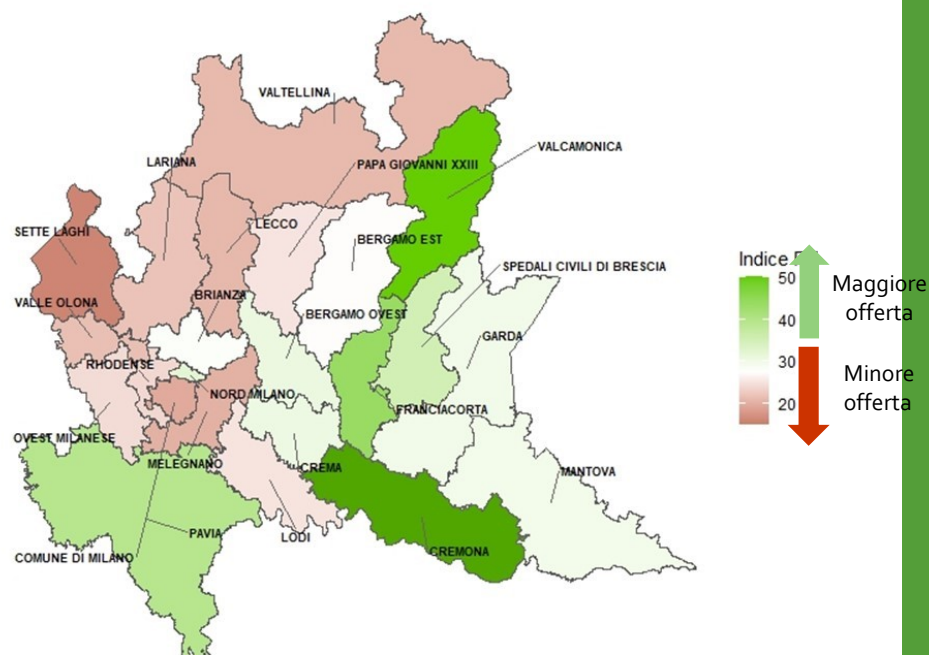 VALTELLINA
VALCAMONICA
LARIANA
PAPA GIOVANNI XXIII
SETTE LAGHI
LECCO
BERGAMO EST
SPEDALI CIVILI DI BRESCIA
VALLE OLONA
BRIANZA
BERGAMO OVEST
GARDA
RHODENSE
NORD MILANO
FRANCIACORTA
OVEST MILANESE
MELEGNANO
CREMA
MANTOVA
PAVIA
LODI
COMUNE DI MILANO
CREMONA
Indice
50
40
30
20
Maggiore
offerta
Minore
offerta